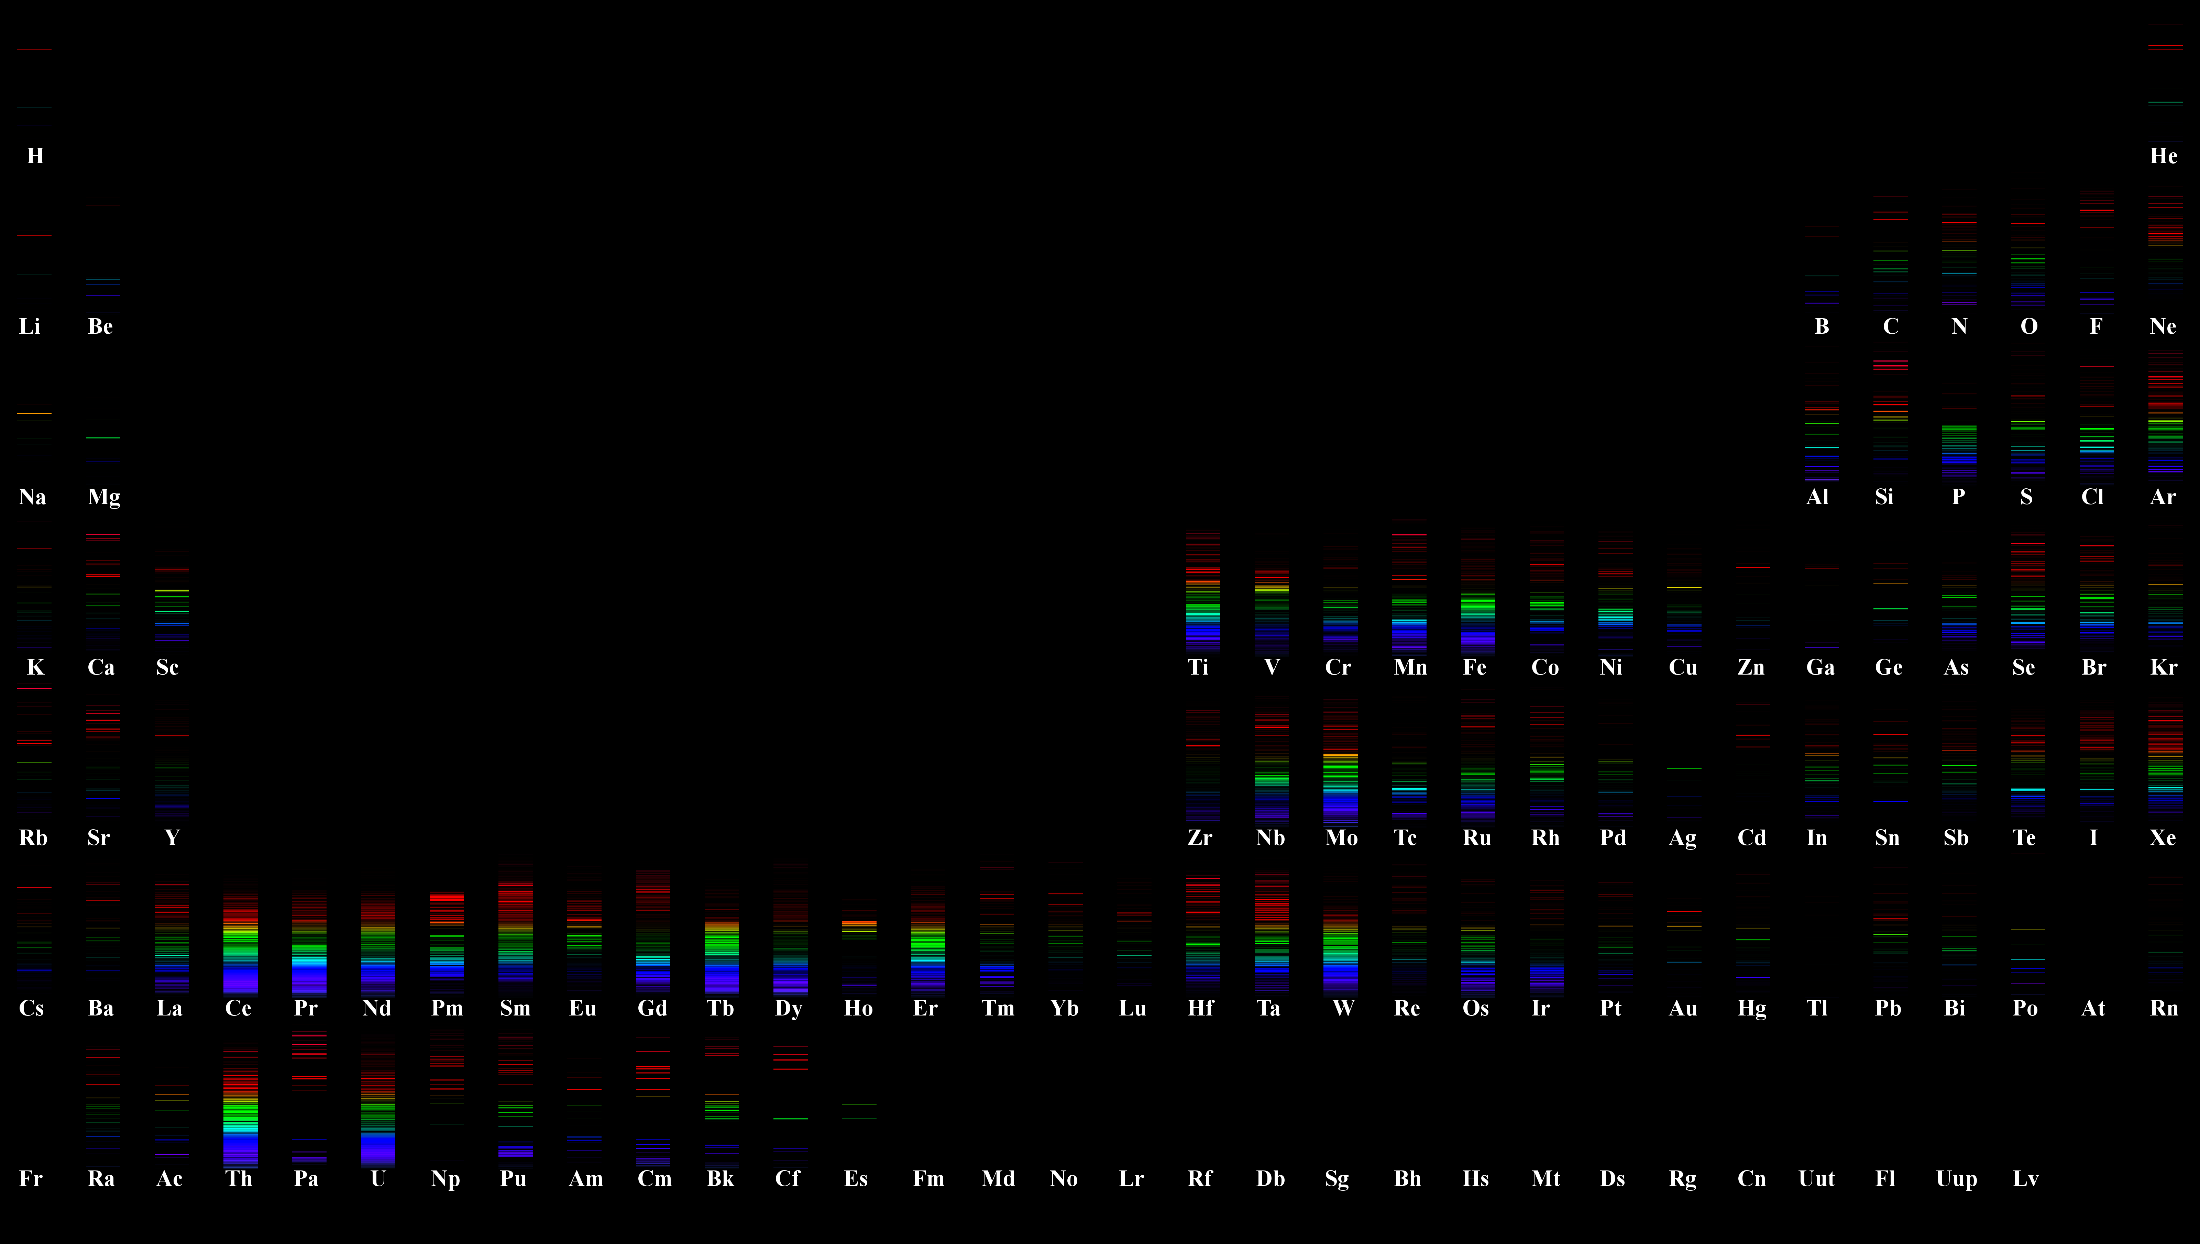 H He
Li Be B C N O F Ne
Na Mg Al Si P S Cl Ar
K Ca Sc Ti V Cr Mn Fe Co Ni Cu Zn Ga Ge As Se Br Kr
Rb Sr Y Zr Nb Mo Tc Ru Rh Pd Ag Cd In Sn Sb Te I Xe
Cs Ba La Ce Pr Nd Pm Sm Eu Gd Tb Dy Ho Er Tm Yb Lu Hf Ta W Re Os Ir Pt Au Hg Tl Pb Bi Po At Rn
Fr Ra Ac Th Pa U Np Pu Am Cm Bk Cf Es Fm Md No Lr Rf Db Sg Bh Hs Mt Ds Rg Cn Uut Fl Uup Lv